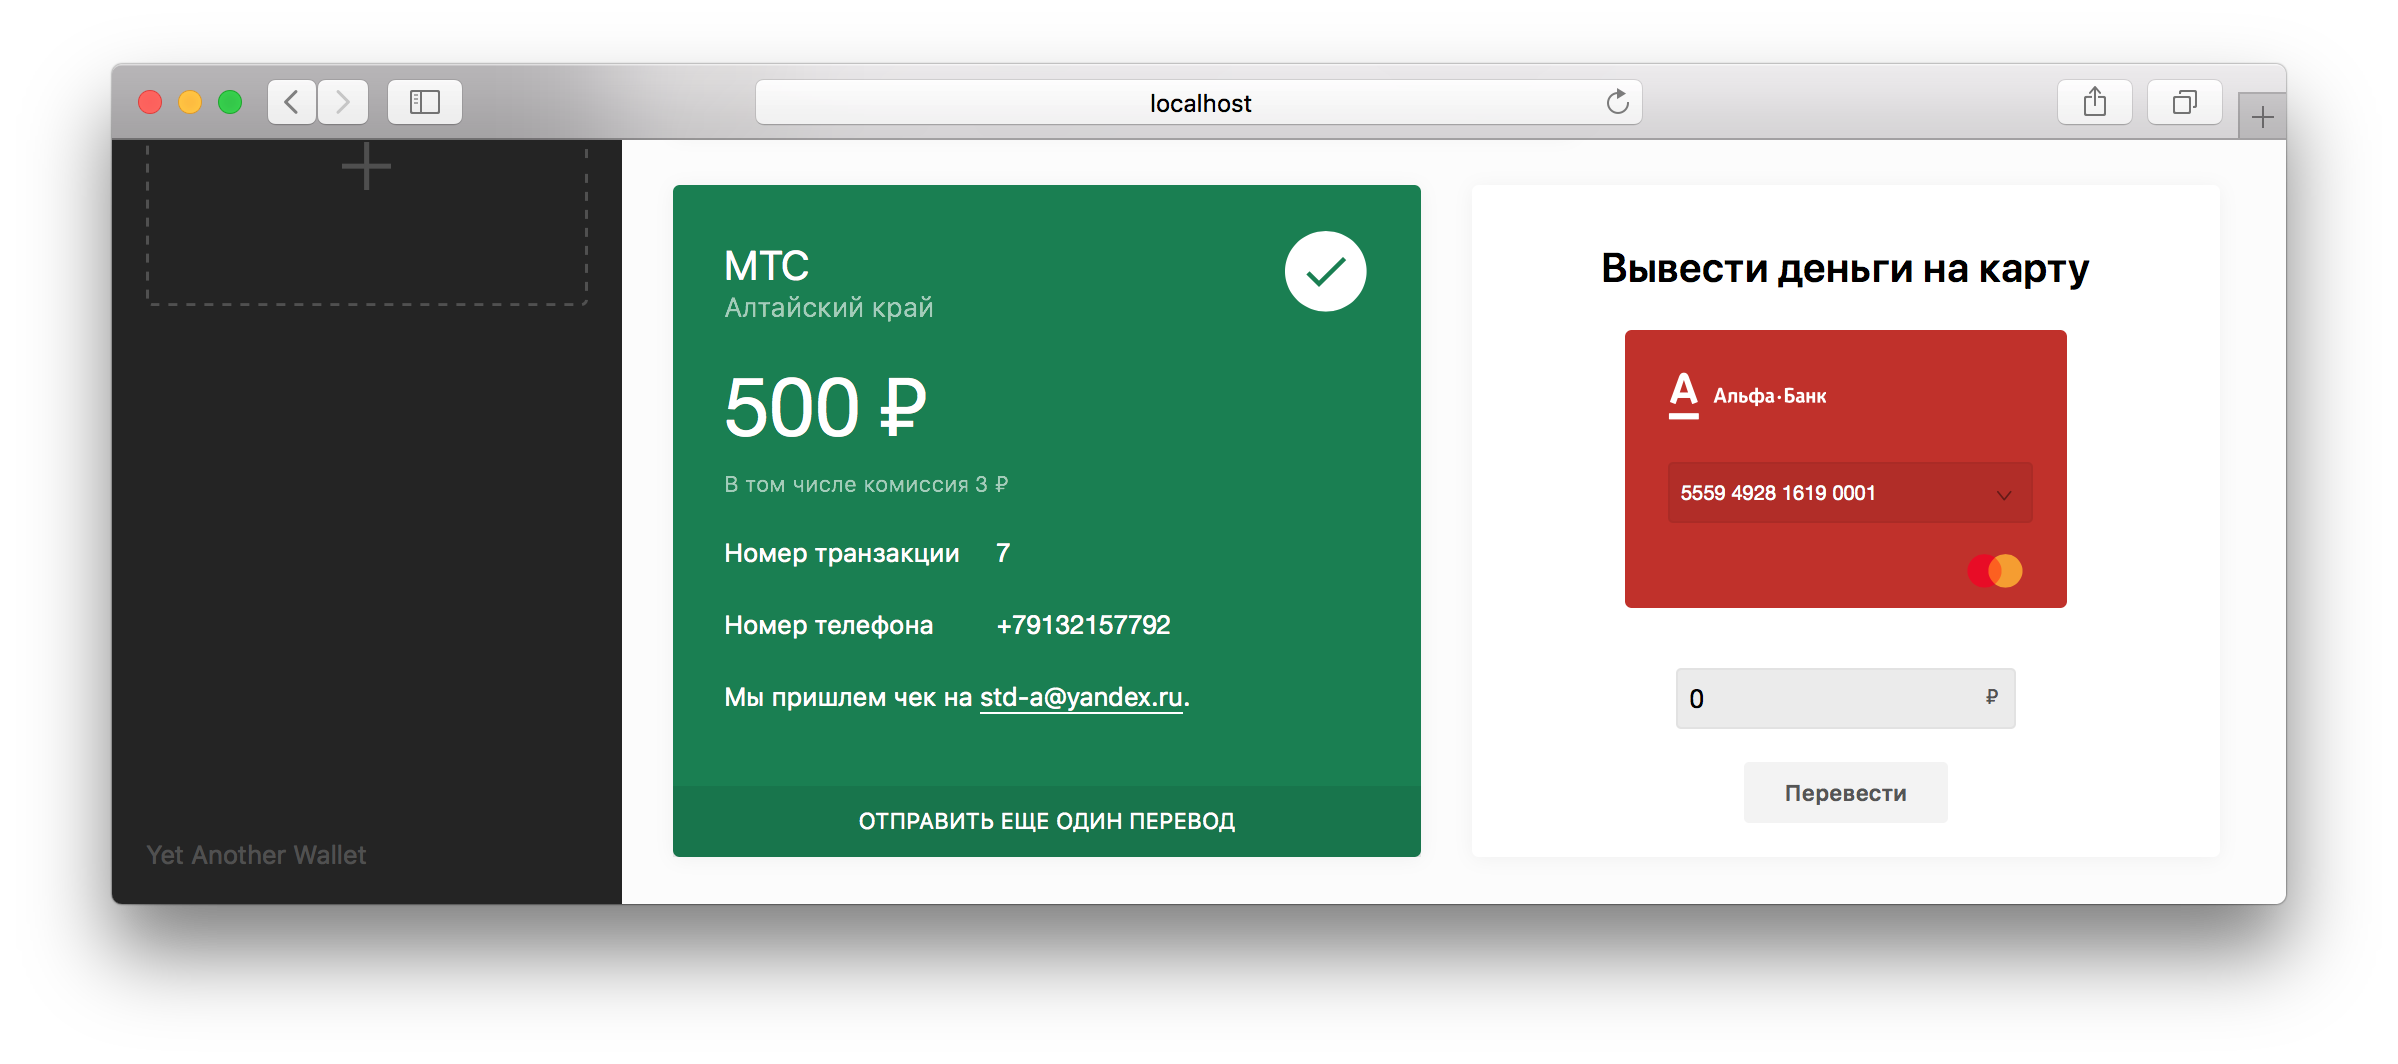 localhost
МТС
Алтайский край
500 ₽
В том числе комиссия 3 ₽
Номер транзакции 7
Номер телефона +79132157792
Мы пришлем чек на std-a@yandex.ru.
ОТПРАВИТЬ ЕЩЕ ОДИН ПЕРЕВОД
Вывести деньги на карту
Альфа·Банк
5559 4928 1619 0001
0 ₽
Перевести
Yet Another Wallet